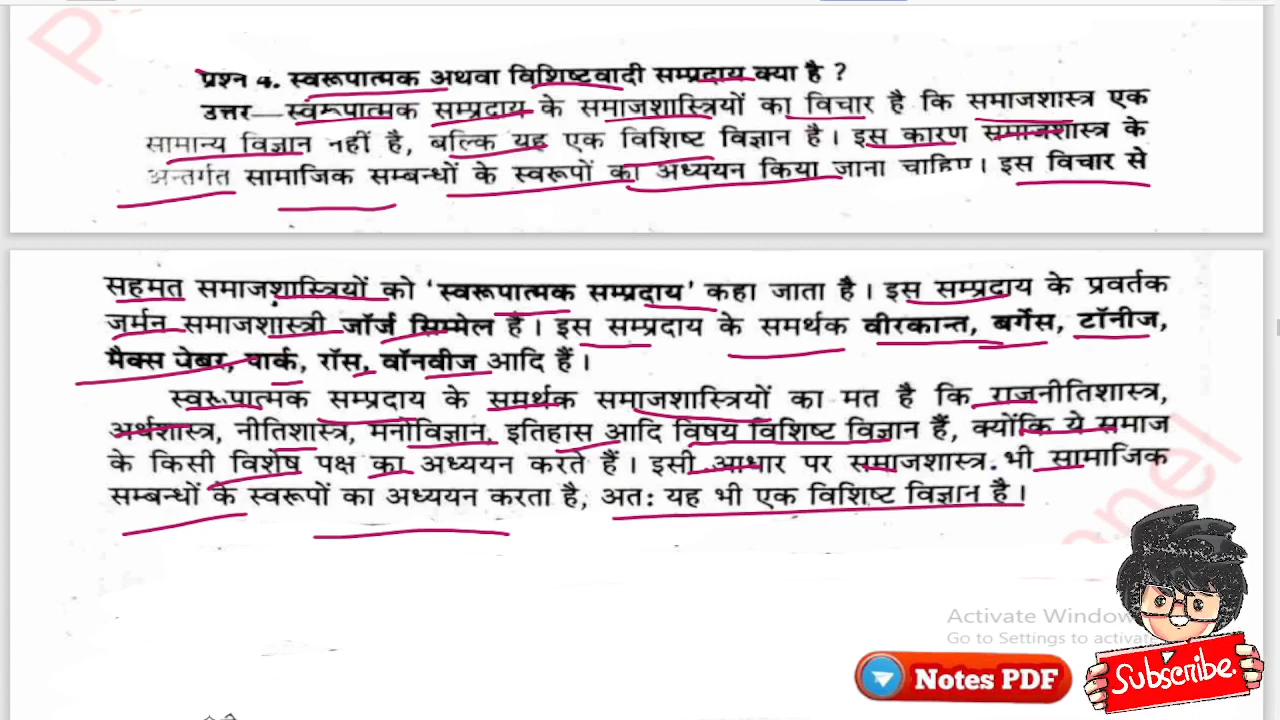 प्रश्न 4. स्वरूपात्मक अथवा विशिष्टवादी सम्प्रदाय क्या है ?
उत्तर—स्वरूपात्मक सम्प्रदाय के समाजशास्त्रियों का विचार है कि समाजशास्त्र एक
सामान्य विज्ञान नहीं है, बल्कि यह एक विशिष्ट विज्ञान है। इस कारण समाजशास्त्र के
अन्तर्गत सामाजिक सम्बन्धों के स्वरूपों का अध्ययन किया जाना चाहिए। इस विचार से
सहमत समाजशास्त्रियों को ‘स्वरूपात्मक सम्प्रदाय’ कहा जाता है। इस सम्प्रदाय के प्रवर्तक
जर्मन समाजशास्त्री जॉर्ज सिम्मेल हैं। इस सम्प्रदाय के समर्थक वीरकान्त, बर्गेस, टॉनीज,
मैक्स वेबर, पार्क, रॉस, वॉनवीज आदि हैं।
स्वरूपात्मक सम्प्रदाय के समर्थक समाजशास्त्रियों का मत है कि राजनीतिशास्त्र,
अर्थशास्त्र, नीतिशास्त्र, मनोविज्ञान, इतिहास आदि विषय विशिष्ट विज्ञान हैं, क्योंकि ये समाज
के किसी विशेष पक्ष का अध्ययन करते हैं। इसी आधार पर समाजशास्त्र भी सामाजिक
सम्बन्धों के स्वरूपों का अध्ययन करता है, अत: यह भी एक विशिष्ट विज्ञान है।
Activate Window
Go to Settings to activate
Notes PDF
Subscribe.